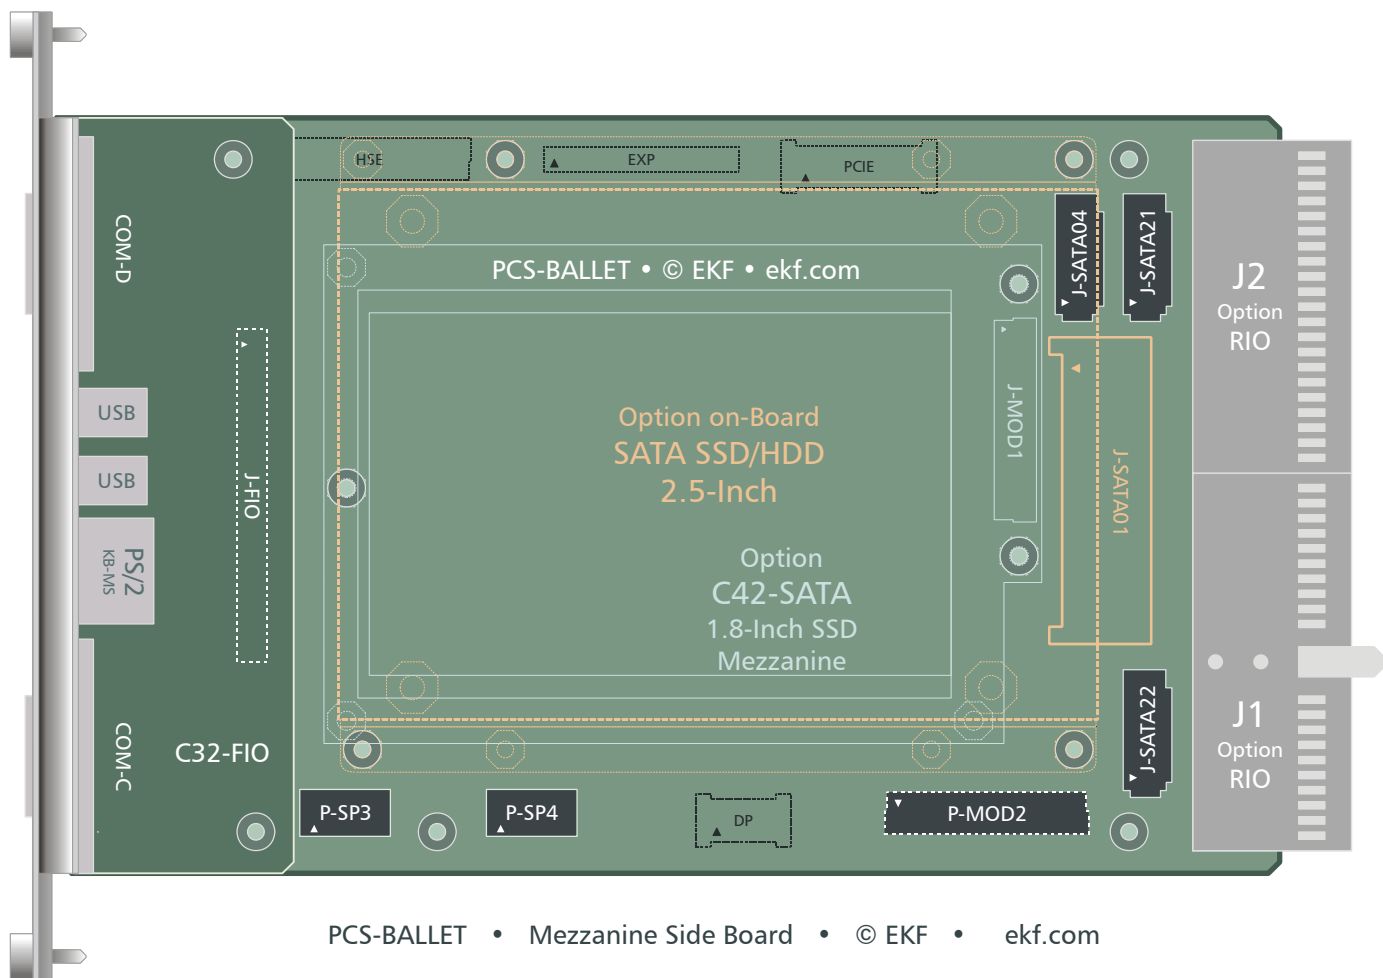 HSE
EXP
PCIE
COM-D
PCS-BALLET • © EKF • ekf.com
J-SATA04
J-SATA21
J2
Option
RIO
USB
USB
PS/2
KB-MS
J-FIO
Option on-Board
SATA SSD/HDD
2.5-Inch
J-MOD1
J-SATA01
Option
C42-SATA
1.8-Inch SSD
Mezzanine
COM-C
C32-FIO
J-SATA22
J1
Option
RIO
P-SP3
P-SP4
DP
P-MOD2
PCS-BALLET • Mezzanine Side Board • © EKF • ekf.com